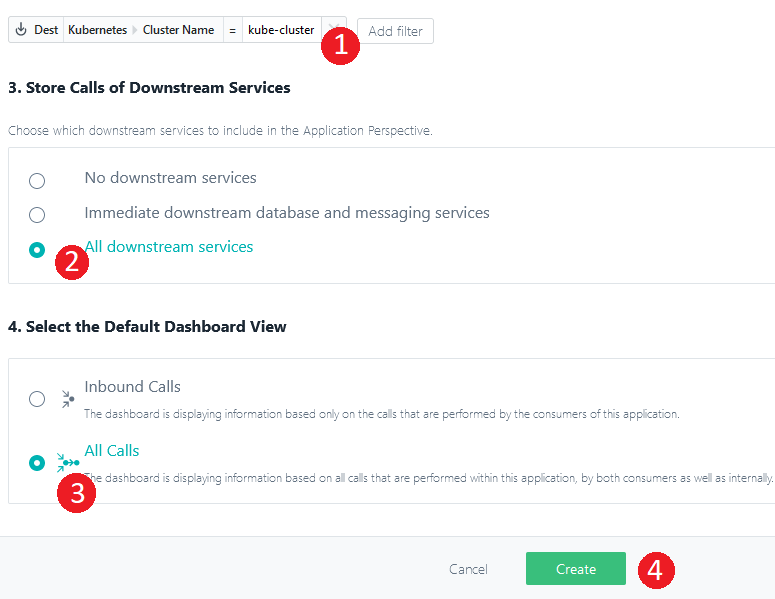 Dest Kubernetes Cluster Name = kube-cluster Add filter
1
3. Store Calls of Downstream Services
Choose which downstream services to include in the Application Perspective.
No downstream services
Immediate downstream database and messaging services
All downstream services
2
4. Select the Default Dashboard View
Inbound Calls
The dashboard is displaying information based only on the calls that are performed by the consumers of this application.
All Calls
The dashboard is displaying information based on all calls that are performed within this application, by both consumers as well as internally.
3
Cancel Create 4